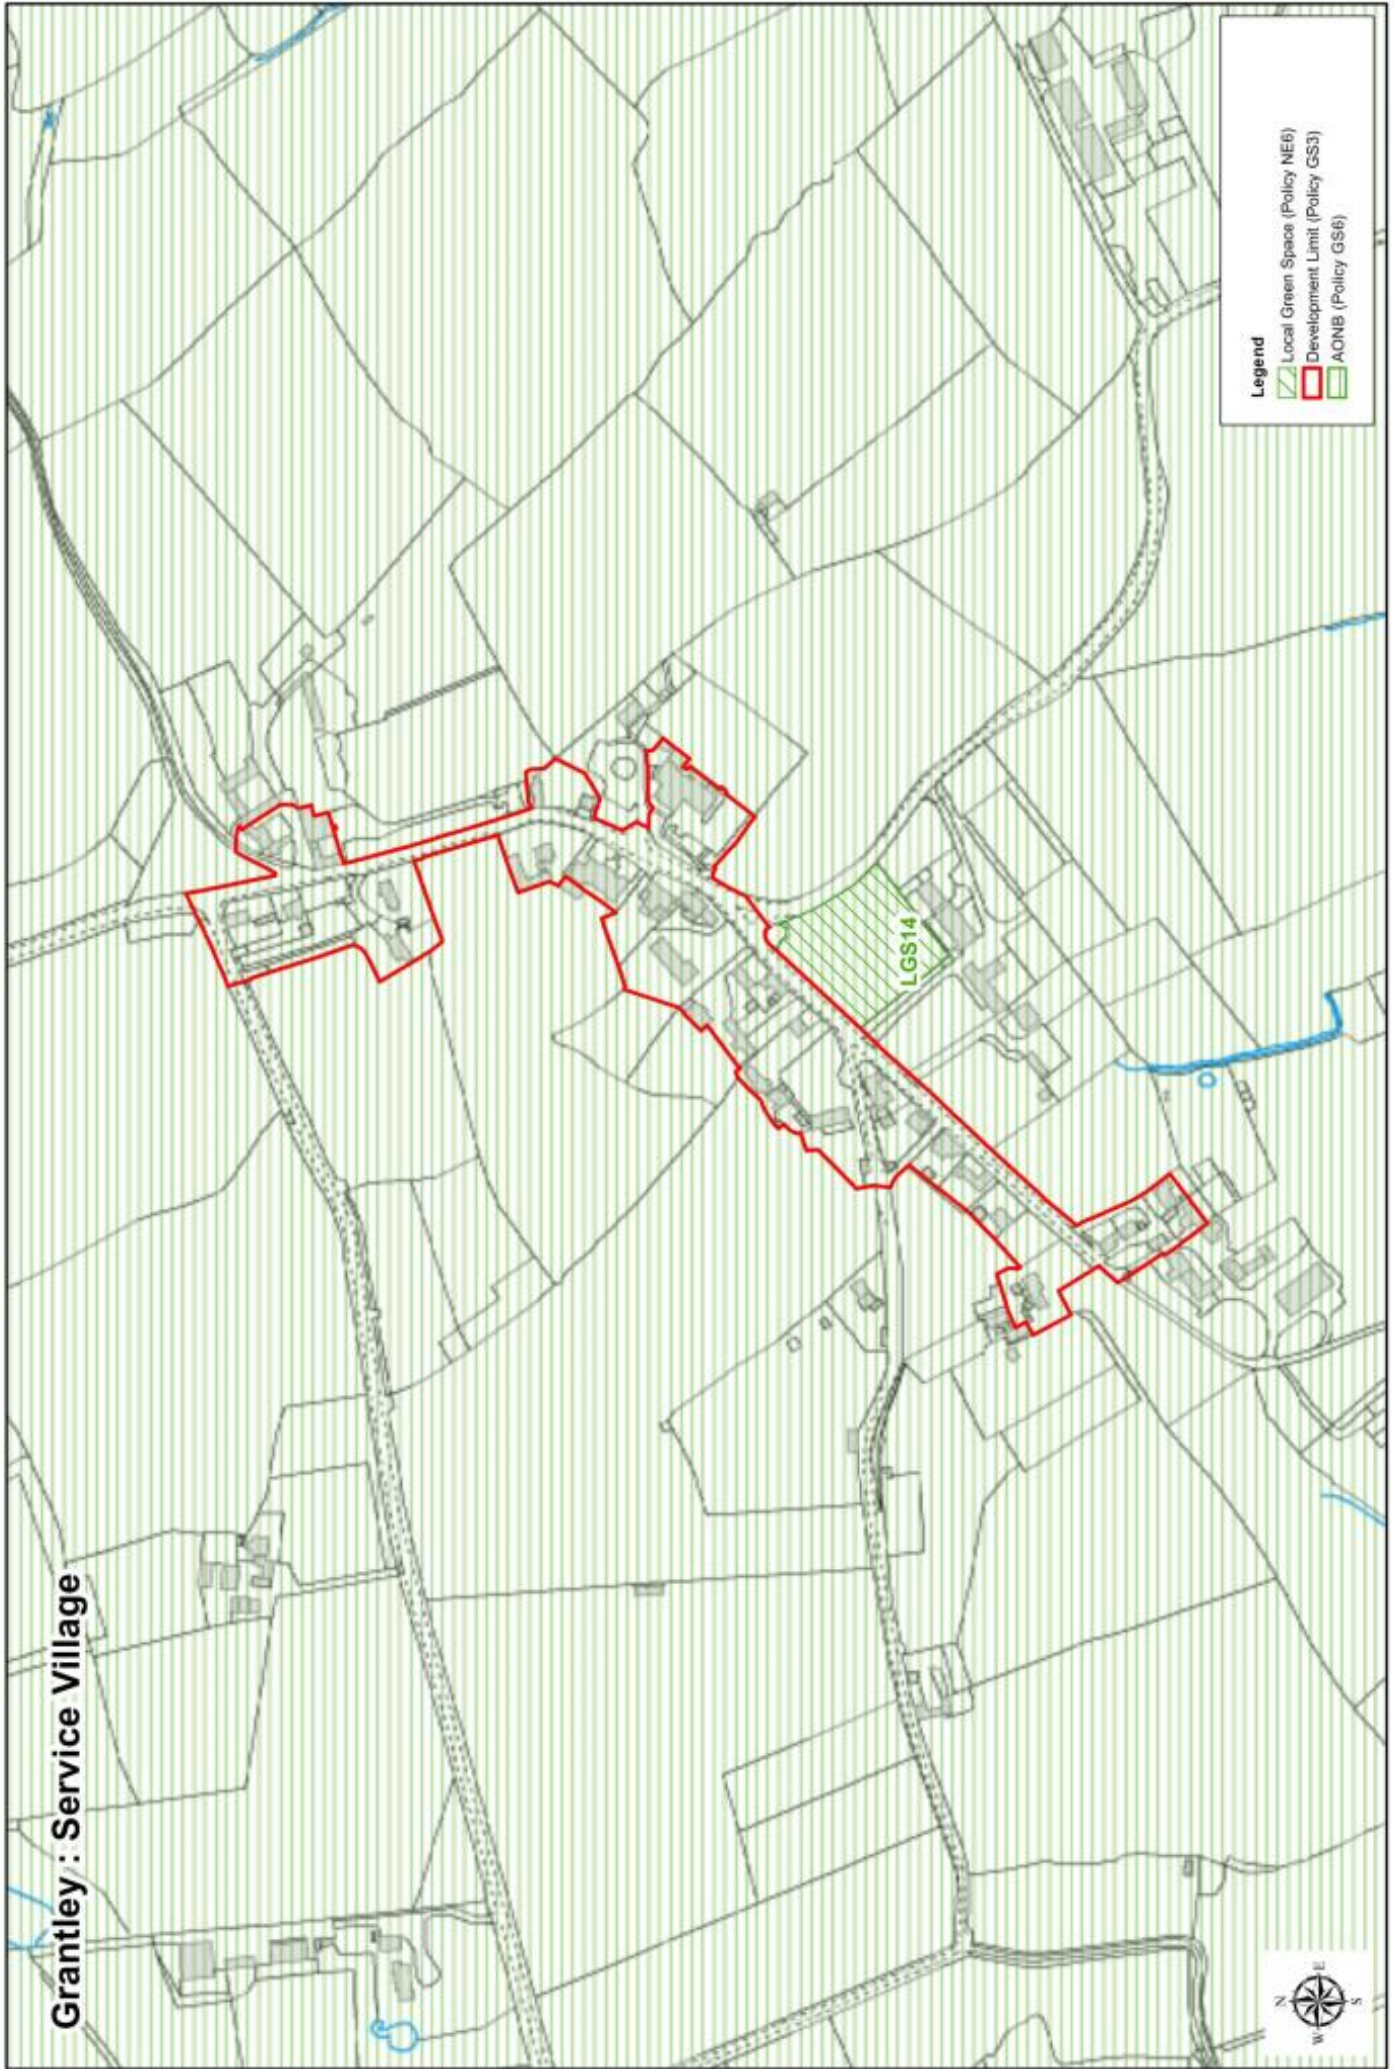 Grantley : Service Village
LGS14
Legend
Local Green Space (Policy NE6)
Development Limit (Policy GS3)
AONB (Policy GS6)
N
W E
S